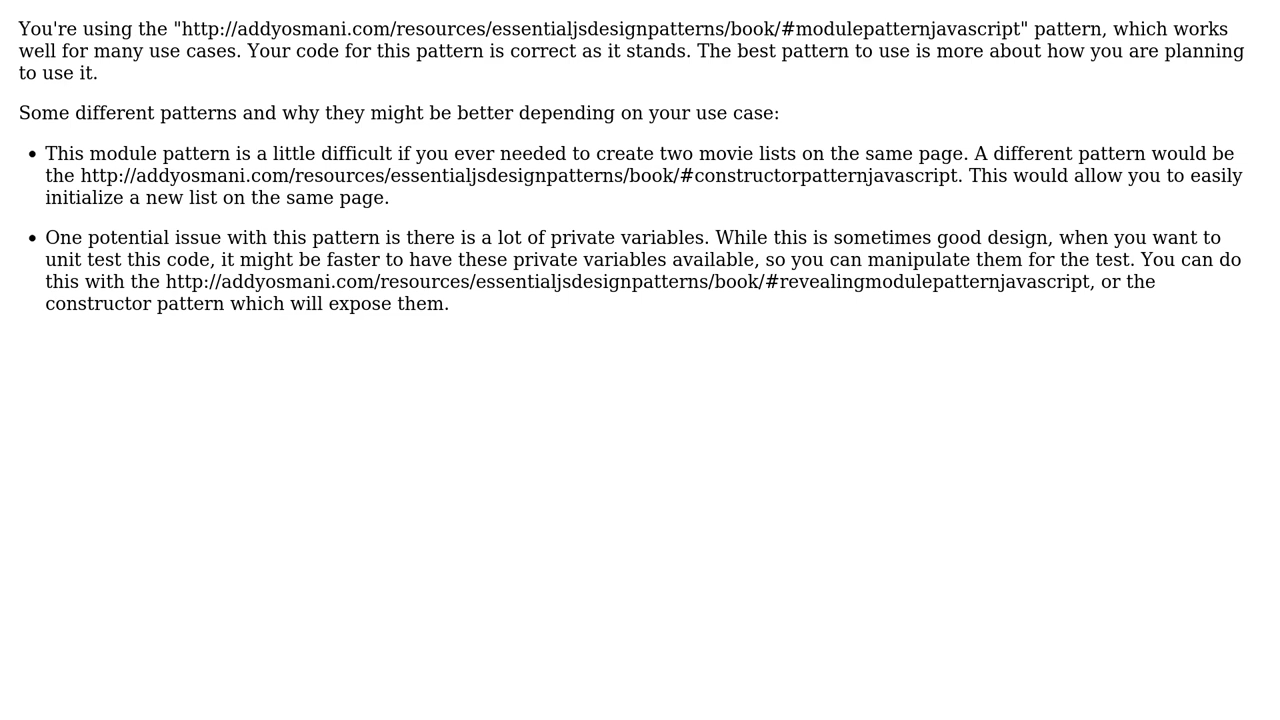 You're using the "http://addyosmani.com/resources/essentialjsdesignpatterns/book/#modulepatternjavascript" pattern, which works
well for many use cases. Your code for this pattern is correct as it stands. The best pattern to use is more about how you are planning
to use it.
Some different patterns and why they might be better depending on your use case:
• This module pattern is a little difficult if you ever needed to create two movie lists on the same page. A different pattern would be
the http://addyosmani.com/resources/essentialjsdesignpatterns/book/#constructorpatternjavascript. This would allow you to easily
initialize a new list on the same page.
• One potential issue with this pattern is there is a lot of private variables. While this is sometimes good design, when you want to
unit test this code, it might be faster to have these private variables available, so you can manipulate them for the test. You can do
this with the http://addyosmani.com/resources/essentialjsdesignpatterns/book/#revealingmodulepatternjavascript, or the
constructor pattern which will expose them.